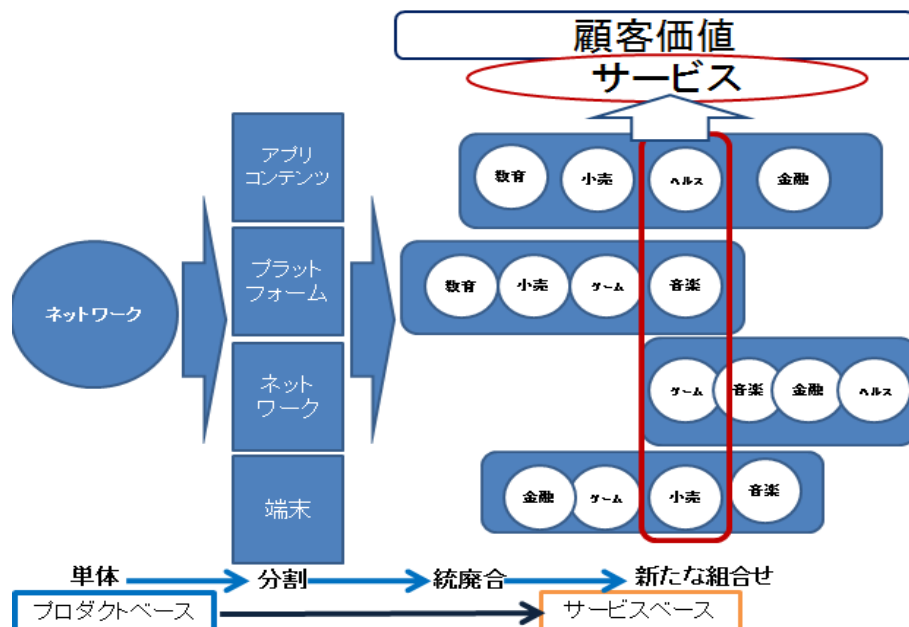 顧客価値
サービス
アプリ
コンテンツ
教育
小売
ヘルス
金融
プラット
フォーム
教育
小売
ゲーム
音楽
ネットワーク
ネット
ワーク
ゲーム
音楽
金融
ヘルス
端末
金融
ゲーム
小売
音楽
単体
分割
統廃合
新たな組合せ
プロダクトベース
サービスベース